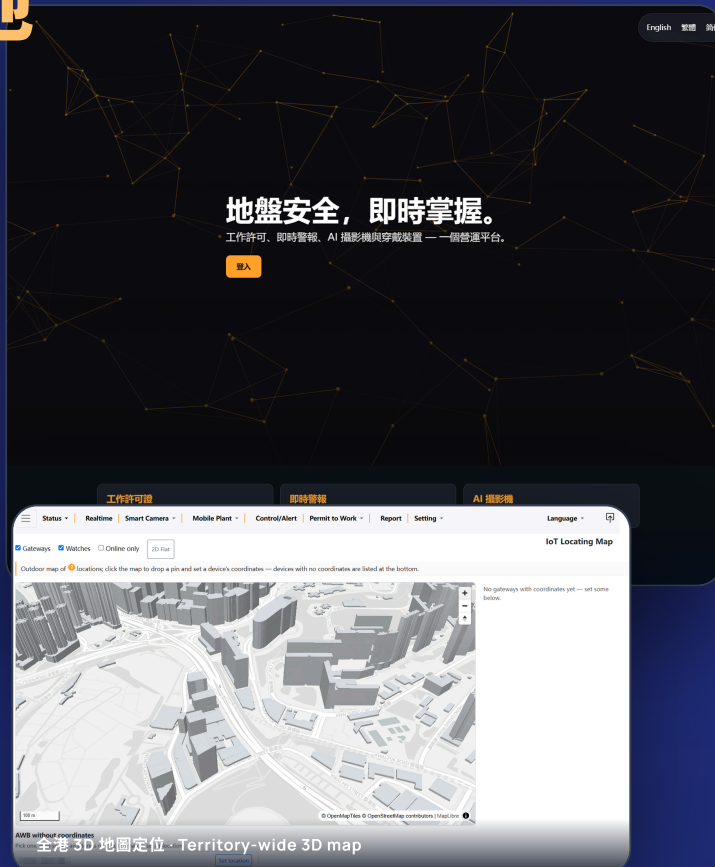 English 繁體
地盤安全，即時掌握。
工作許可、即時警報、AI 攝影機與穿戴裝置 — 一個營運平台。
登入
工作許可證 即時警報 AI 攝影機
Status Realtime Smart Camera Mobile Plant Control/Alert Permit to Work Report Setting Language
IoT Locating Map
Gateways Watches Online only 2D Flat
Outdoor map of ? locations; click the map to drop a pin and set a device's coordinates — devices with no coordinates are listed at the bottom.
No gateways with coordinates yet — set some
below.
100 m
© OpenMapTiles © OpenStreetMap contributors | MapLibre
AWB without coordinates
全港 3D 地圖定位 · Territory-wide 3D map
Set location